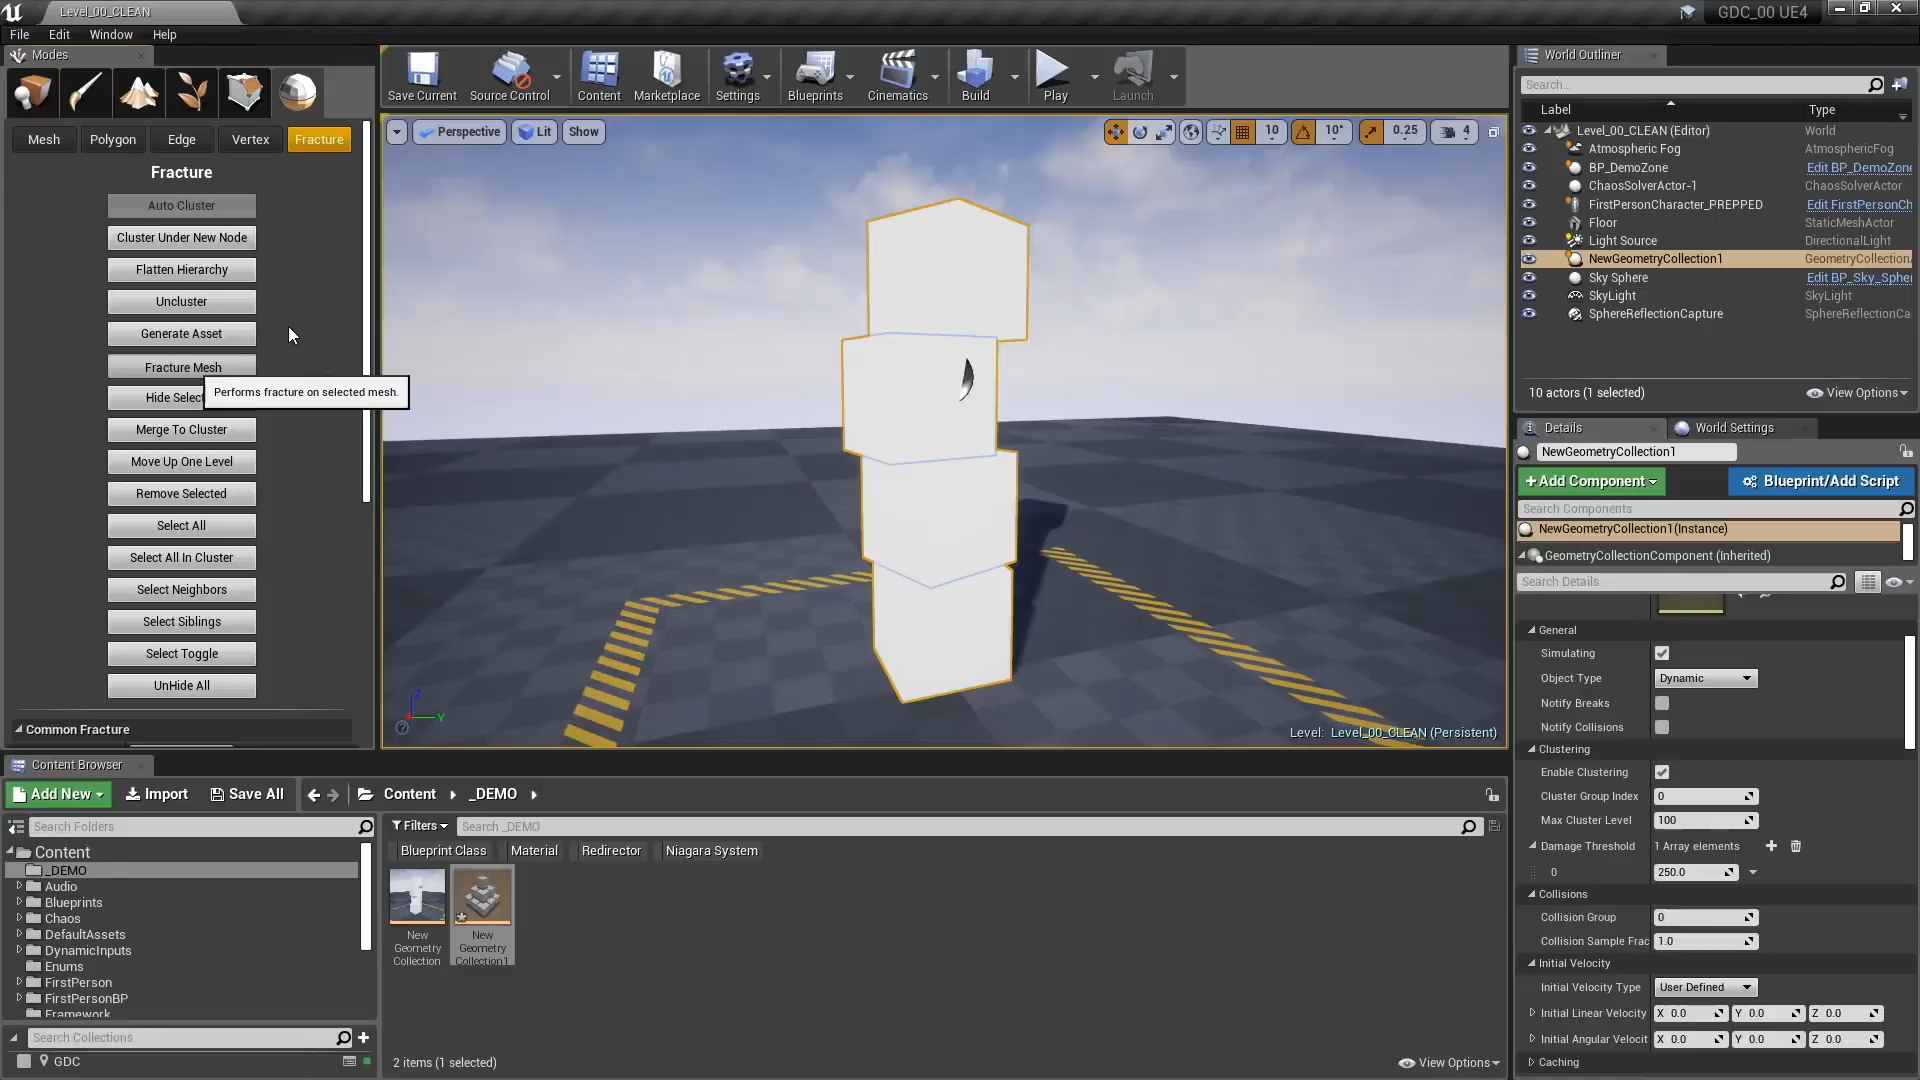 Level_00_CLEAN
GDC_00 UE4
File Edit Window Help
Modes
Mesh Polygon Edge Vertex Fracture
Fracture
Auto Cluster
Cluster Under New Node
Flatten Hierarchy
Uncluster
Generate Asset
Fracture Mesh
Performs fracture on selected mesh.
Hide Selec
Merge To Cluster
Move Up One Level
Remove Selected
Select All
Select All In Cluster
Select Neighbors
Select Siblings
Select Toggle
UnHide All
Common Fracture
Save Current Source Control Content Marketplace Settings Blueprints Cinematics Build Play Launch
Perspective Lit Show 10 10° 0.25 4
Z
Y
Level: Level_00_CLEAN (Persistent)
World Outliner
Search...
Label Type
Level_00_CLEAN (Editor) World
Atmospheric Fog AtmosphericFog
BP_DemoZone Edit BP_DemoZone
ChaosSolverActor-1 ChaosSolverActor
FirstPersonCharacter_PREPPED Edit FirstPersonCh
Floor StaticMeshActor
Light Source DirectionalLight
NewGeometryCollection1 GeometryCollection
Sky Sphere Edit BP_Sky_Spher
SkyLight SkyLight
SphereReflectionCapture SphereReflectionCa
10 actors (1 selected) View Options
Details World Settings
NewGeometryCollection1
+Add Component Blueprint/Add Script
Search Components
NewGeometryCollection1(Instance)
GeometryCollectionComponent (Inherited)
Search Details
General
Simulating
Object Type Dynamic
Notify Breaks
Notify Collisions
Clustering
Enable Clustering
Cluster Group Index 0
Max Cluster Level 100
Damage Threshold 1 Array elements
0 250.0
Collisions
Collision Group 0
Collision Sample Frac 1.0
Initial Velocity
Initial Velocity Type User Defined
Initial Linear Velocity X 0.0 Y 0.0 Z 0.0
Initial Angular Velocit X 0.0 Y 0.0 Z 0.0
Caching
Content Browser
Add New Import Save All Content _DEMO
Search Folders
Content
_DEMO
Audio
Blueprints
Chaos
DefaultAssets
DynamicInputs
Enums
FirstPerson
FirstPersonBP
Framework
Search Collections
GDC
Filters Search _DEMO
Blueprint Class Material Redirector Niagara System
New Geometry Collection
New Geometry Collection1
2 items (1 selected) View Options